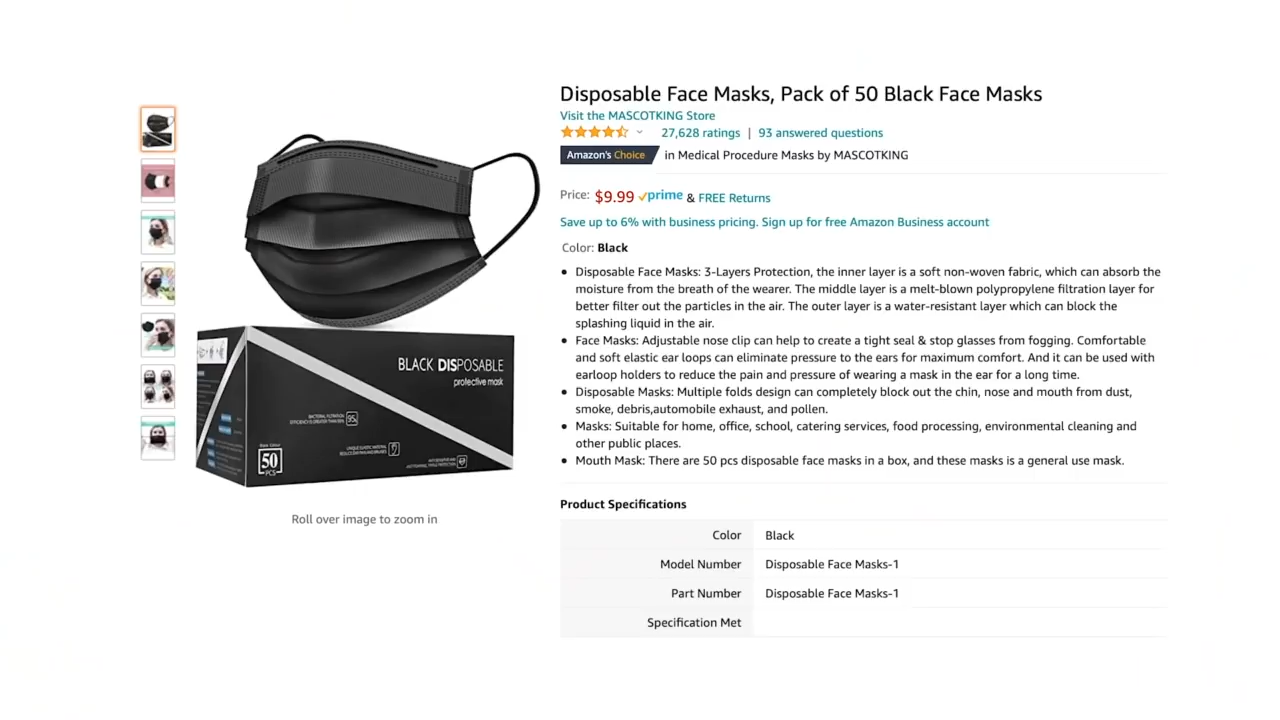 Disposable Face Masks, Pack of 50 Black Face Masks
Visit the MASCOTKING Store
27,628 ratings | 93 answered questions
Amazon's Choice in Medical Procedure Masks by MASCOTKING
Price: $9.99 prime & FREE Returns
Save up to 6% with business pricing. Sign up for free Amazon Business account
Color: Black
Disposable Face Masks: 3-Layers Protection, the inner layer is a soft non-woven fabric, which can absorb the
moisture from the breath of the wearer. The middle layer is a melt-blown polypropylene filtration layer for
better filter out the particles in the air. The outer layer is a water-resistant layer which can block the
splashing liquid in the air.
Face Masks: Adjustable nose clip can help to create a tight seal & stop glasses from fogging. Comfortable
and soft elastic ear loops can eliminate pressure to the ears for maximum comfort. And it can be used with
earloop holders to reduce the pain and pressure of wearing a mask in the ear for a long time.
Disposable Masks: Multiple folds design can completely block out the chin, nose and mouth from dust,
smoke, debris,automobile exhaust, and pollen.
Masks: Suitable for home, office, school, catering services, food processing, environmental cleaning and
other public places.
Mouth Mask: There are 50 pcs disposable face masks in a box, and these masks is a general use mask.
BLACK DISPOSABLE
protective mask
50
PCS
Roll over image to zoom in
Product Specifications
Color Black
Model Number Disposable Face Masks-1
Part Number Disposable Face Masks-1
Specification Met